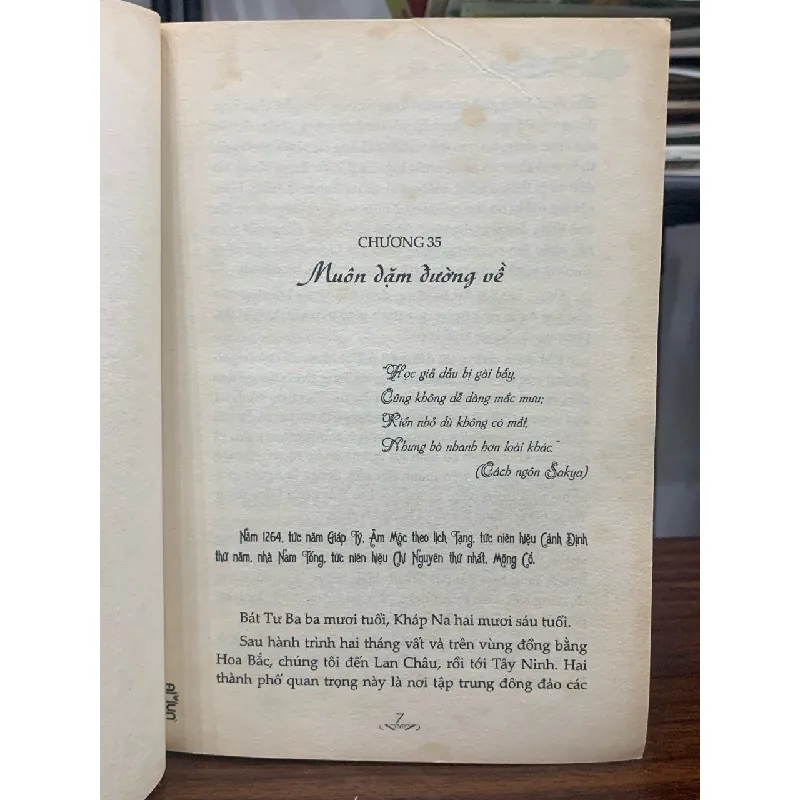 CHƯƠNG 35
Muôn dặm đường về
"Học giả dẫu bị gài bẫy,
Cũng không dễ dàng mắc mưu;
Kiến nhỏ dù không có mắt,
Nhưng bò nhanh hơn loài khác."
(Cách ngôn Sakya)
Năm 1264, tức năm Giáp Tý, Âm Mộc theo lịch Tạng, tức niên hiệu Cảnh Định
thứ năm, nhà Nam Tống, tức niên hiệu Chí Nguyên thứ nhất, Mông Cổ.
Bát Tư Ba ba mươi tuổi, Kháp Na hai mươi sáu tuổi.
Sau hành trình hai tháng vất vả trên vùng đồng bằng
Hoa Bắc, chúng tôi đến Lan Châu, rồi tới Tây Ninh. Hai
thành phố quan trọng này là nơi tập trung đông đảo các
7